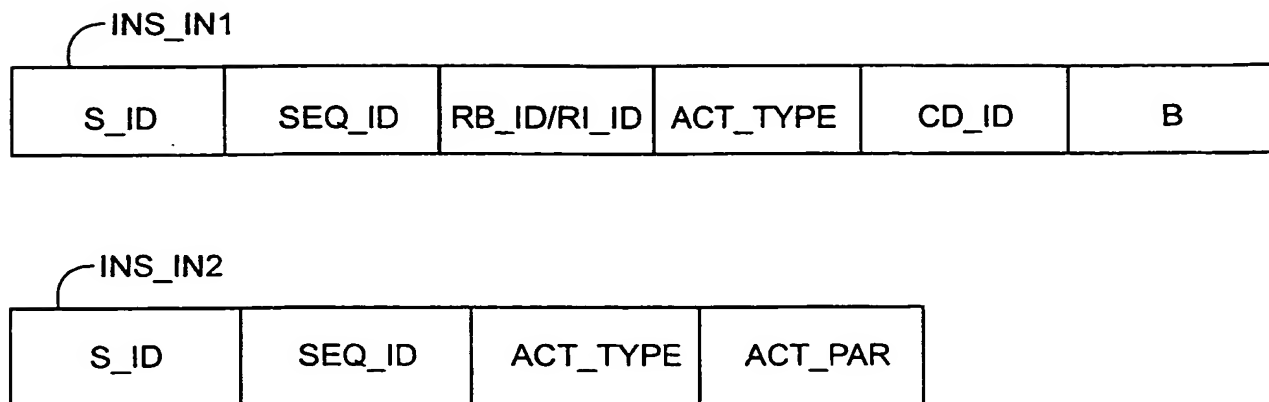 INS_IN1
S_ID SEQ_ID RB_ID/RI_ID ACT_TYPE CD_ID B
INS_IN2
S_ID SEQ_ID ACT_TYPE ACT_PAR